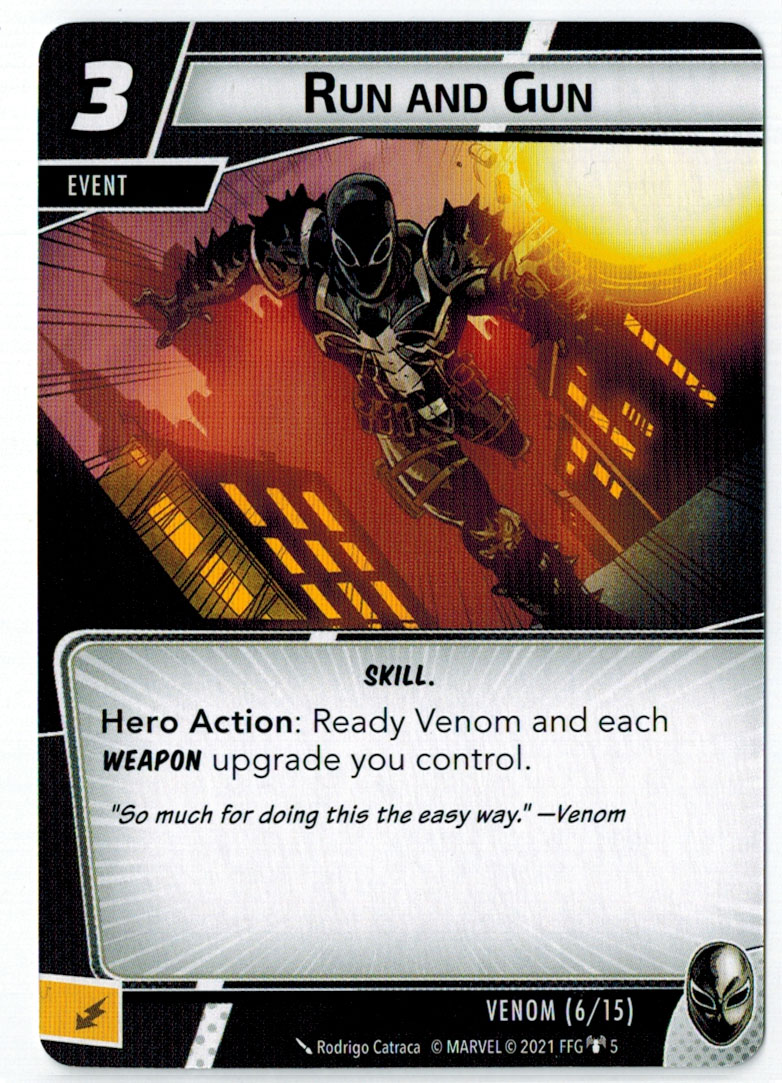 3
RUN AND GUN
EVENT
SKILL.
Hero Action: Ready Venom and each
WEAPON upgrade you control.
"So much for doing this the easy way." —Venom
VENOM (6/15)
Rodrigo Catraca © MARVEL © 2021 FFG 5